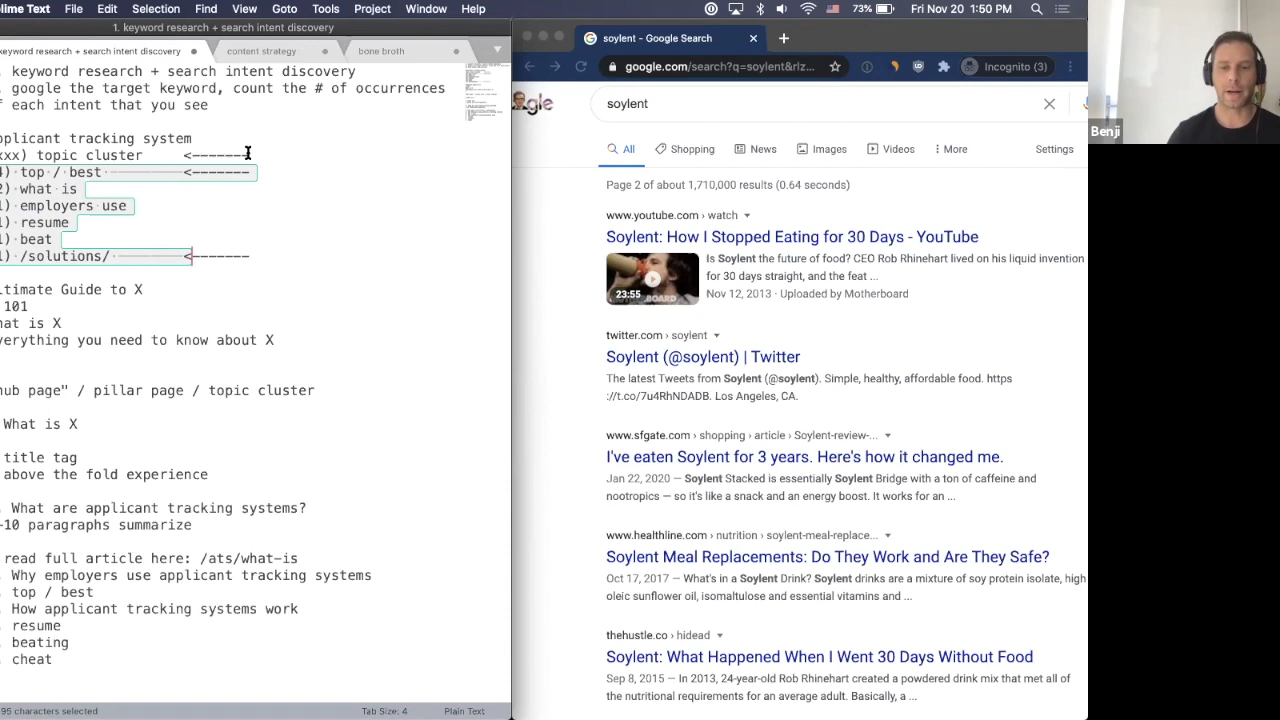 Edit Selection Find View Goto Tools Project Window Help
73% Fri Nov 20 1:50 PM
1. keyword research + search intent discovery
keyword research + search intent discovery
content strategy
bone broth
. keyword research + search intent discovery
. google the target keyword, count the # of occurrences
f each intent that you see
pplicant tracking system
xxx) topic cluster <-------
4) top / best <-------
2) what is
1) employers use
1) resume
1) beat
1) /solutions/ <-------
ltimate Guide to X
101
hat is X
verything you need to know about X
hub page" / pillar page / topic cluster
What is X
title tag
above the fold experience
. What are applicant tracking systems?
-10 paragraphs summarize
read full article here: /ats/what-is
. Why employers use applicant tracking systems
. top / best
. How applicant tracking systems work
. resume
. beating
. cheat
95 characters selected
Tab Size: 4
Plain Text
soylent - Google Search
google.com/search?q=soylent&rlz...
Incognito (3)
gle
soylent
All
Shopping
News
Images
Videos
More
Settings
Page 2 of about 1,710,000 results (0.64 seconds)
www.youtube.com › watch
Soylent: How I Stopped Eating for 30 Days - YouTube
23:55
BOARD
Is Soylent the future of food? CEO Rob Rhinehart lived on his liquid invention
for 30 days straight, and the feat ...
Nov 12, 2013 · Uploaded by Motherboard
twitter.com › soylent
Soylent (@soylent) | Twitter
The latest Tweets from Soylent (@soylent). Simple, healthy, affordable food. https
://t.co/7u4RhNDADB. Los Angeles, CA.
www.sfgate.com › shopping › article › Soylent-review-...
I've eaten Soylent for 3 years. Here's how it changed me.
Jan 22, 2020 — Soylent Stacked is essentially Soylent Bridge with a ton of caffeine and
nootropics — so it's like a snack and an energy boost. It works for an ...
www.healthline.com › nutrition › soylent-meal-replace...
Soylent Meal Replacements: Do They Work and Are They Safe?
Oct 17, 2017 — What's in a Soylent Drink? Soylent drinks are a mixture of soy protein isolate, high
oleic sunflower oil, isomaltulose and essential vitamins and ...
thehustle.co › hidead
Soylent: What Happened When I Went 30 Days Without Food
Sep 8, 2015 — In 2013, 24-year-old Rob Rhinehart created a powdered drink mix that met all of
the nutritional requirements for an average adult. Basically, a ...
Benji